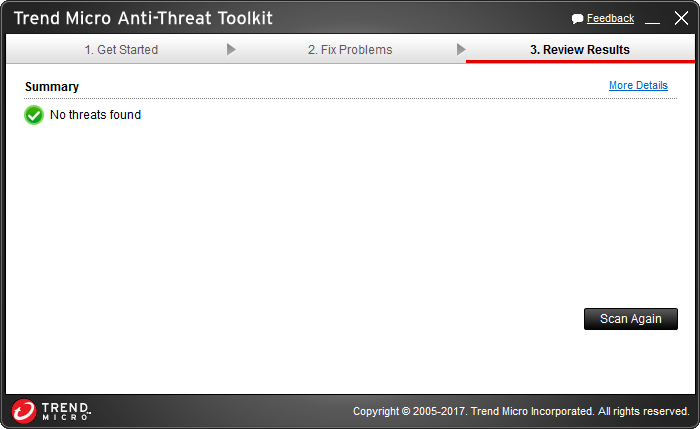 Trend Micro Anti-Threat Toolkit
Feedback
1. Get Started
2. Fix Problems
3. Review Results
Summary
More Details
No threats found
Scan Again
TREND
MICRO
Copyright © 2005-2017. Trend Micro Incorporated. All rights reserved.